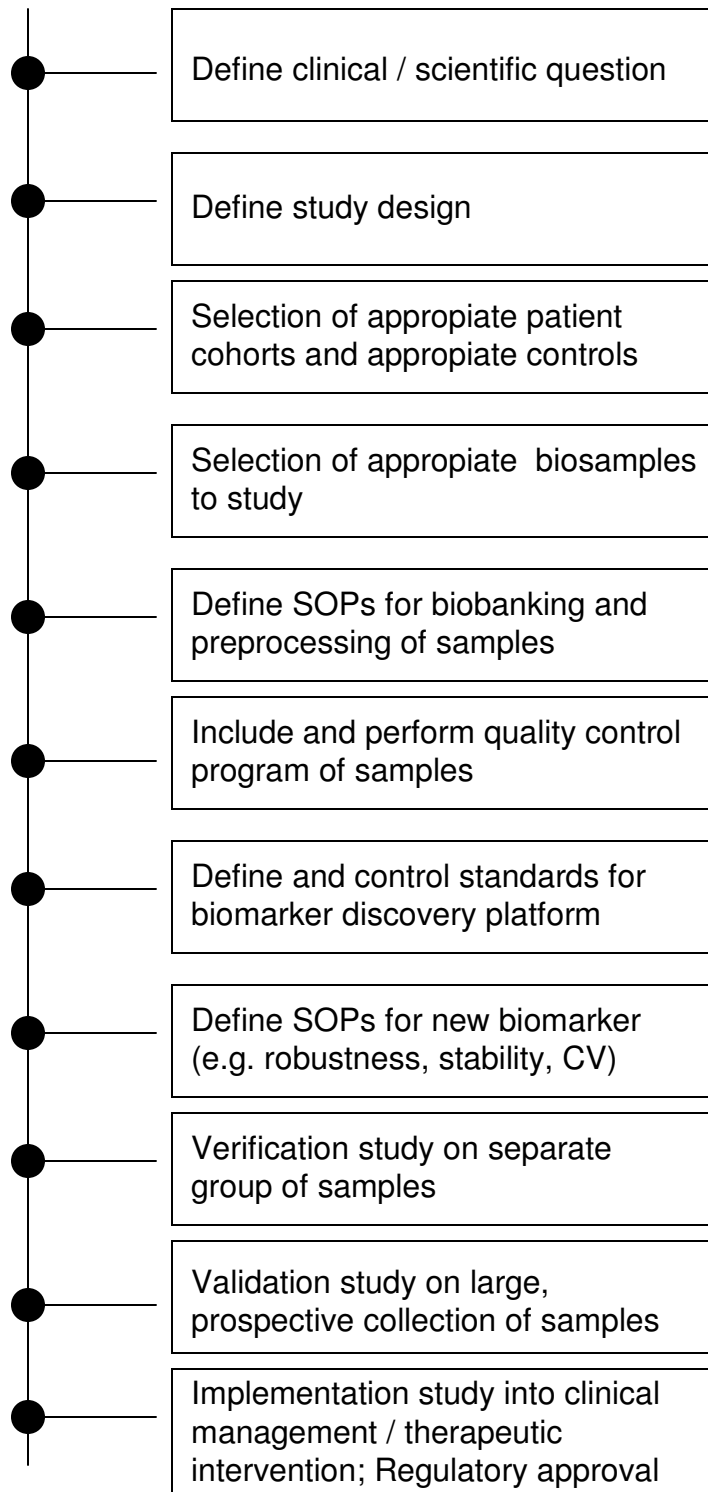 Define clinical / scientific question
Define study design
Selection of appropiate patient
cohorts and appropiate controls
Selection of appropiate  biosamples
to study
Define SOPs for biobanking and
preprocessing of samples
Include and perform quality control
program of samples
Define and control standards for
biomarker discovery platform
Define SOPs for new biomarker
(e.g. robustness, stability, CV)
Verification study on separate
group of samples
Validation study on large,
prospective collection of samples
Implementation study into clinical
management / therapeutic
intervention; Regulatory approval